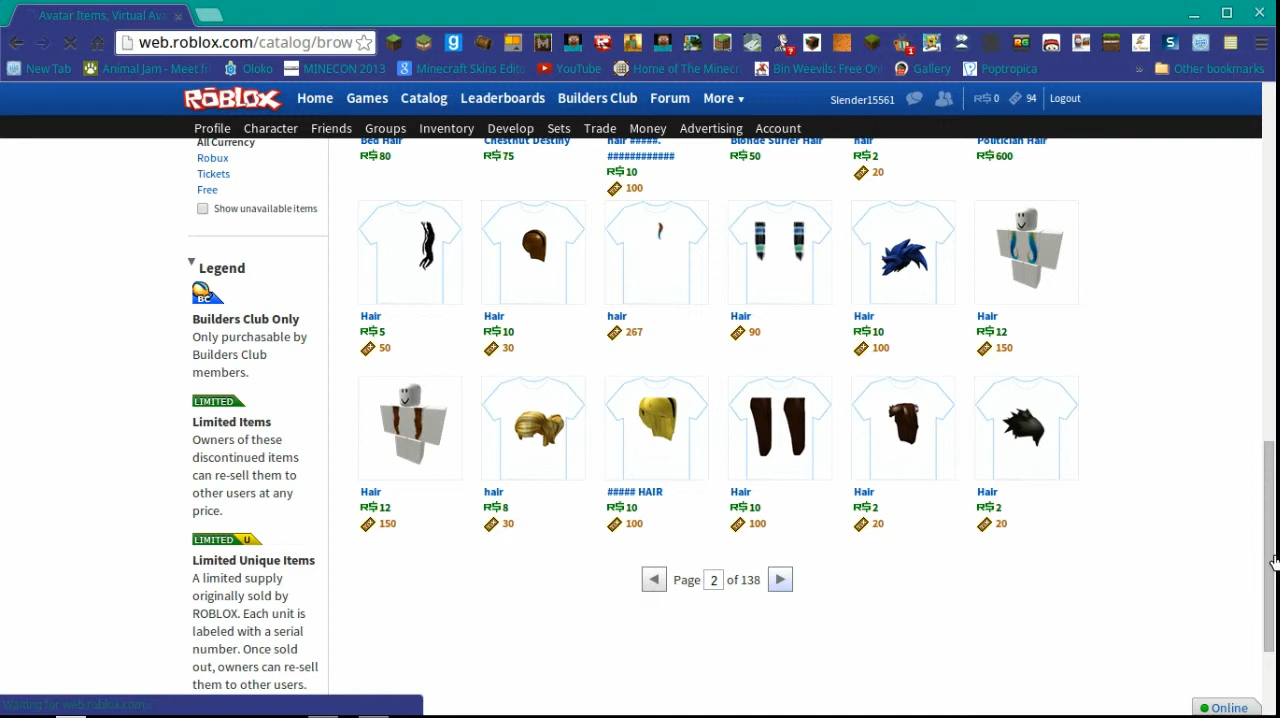 Avatar Items, Virtual Ava
web.roblox.com/catalog/brow
New Tab Animal Jam - Meet fr Oloko MINECON 2013 Minecraft Skins Edito YouTube Home of The Minecr Bin Weevils: Free Onl Gallery Poptropica » Other bookmarks
ROBLOX Home Games Catalog Leaderboards Builders Club Forum More Slender15561 R$ 0 94 Logout
Profile Character Friends Groups Inventory Develop Sets Trade Money Advertising Account
All Currency
Robux
Tickets
Free
Show unavailable items
Legend
BC
Builders Club Only
Only purchasable by
Builders Club
members.
LIMITED
Limited Items
Owners of these
discontinued items
can re-sell them to
other users at any
price.
LIMITED U
Limited Unique Items
A limited supply
originally sold by
ROBLOX. Each unit is
labeled with a serial
number. Once sold
out, owners can re-sell
them to other users.
Bed Hair Chestnut Destiny hair #####. Blonde Surfer Hair hair Politician Hair
R$ 80 R$ 75 ############ R$ 50 R$ 2 R$ 600
R$ 10 20
100
Hair Hair hair Hair Hair Hair
R$ 5 R$ 10 267 90 R$ 10 R$ 12
50 30 100 150
Hair hair ##### HAIR Hair Hair Hair
R$ 12 R$ 8 R$ 10 R$ 10 R$ 2 R$ 2
150 30 100 100 20 20
Page 2 of 138
Waiting for web.roblox.com...
Online